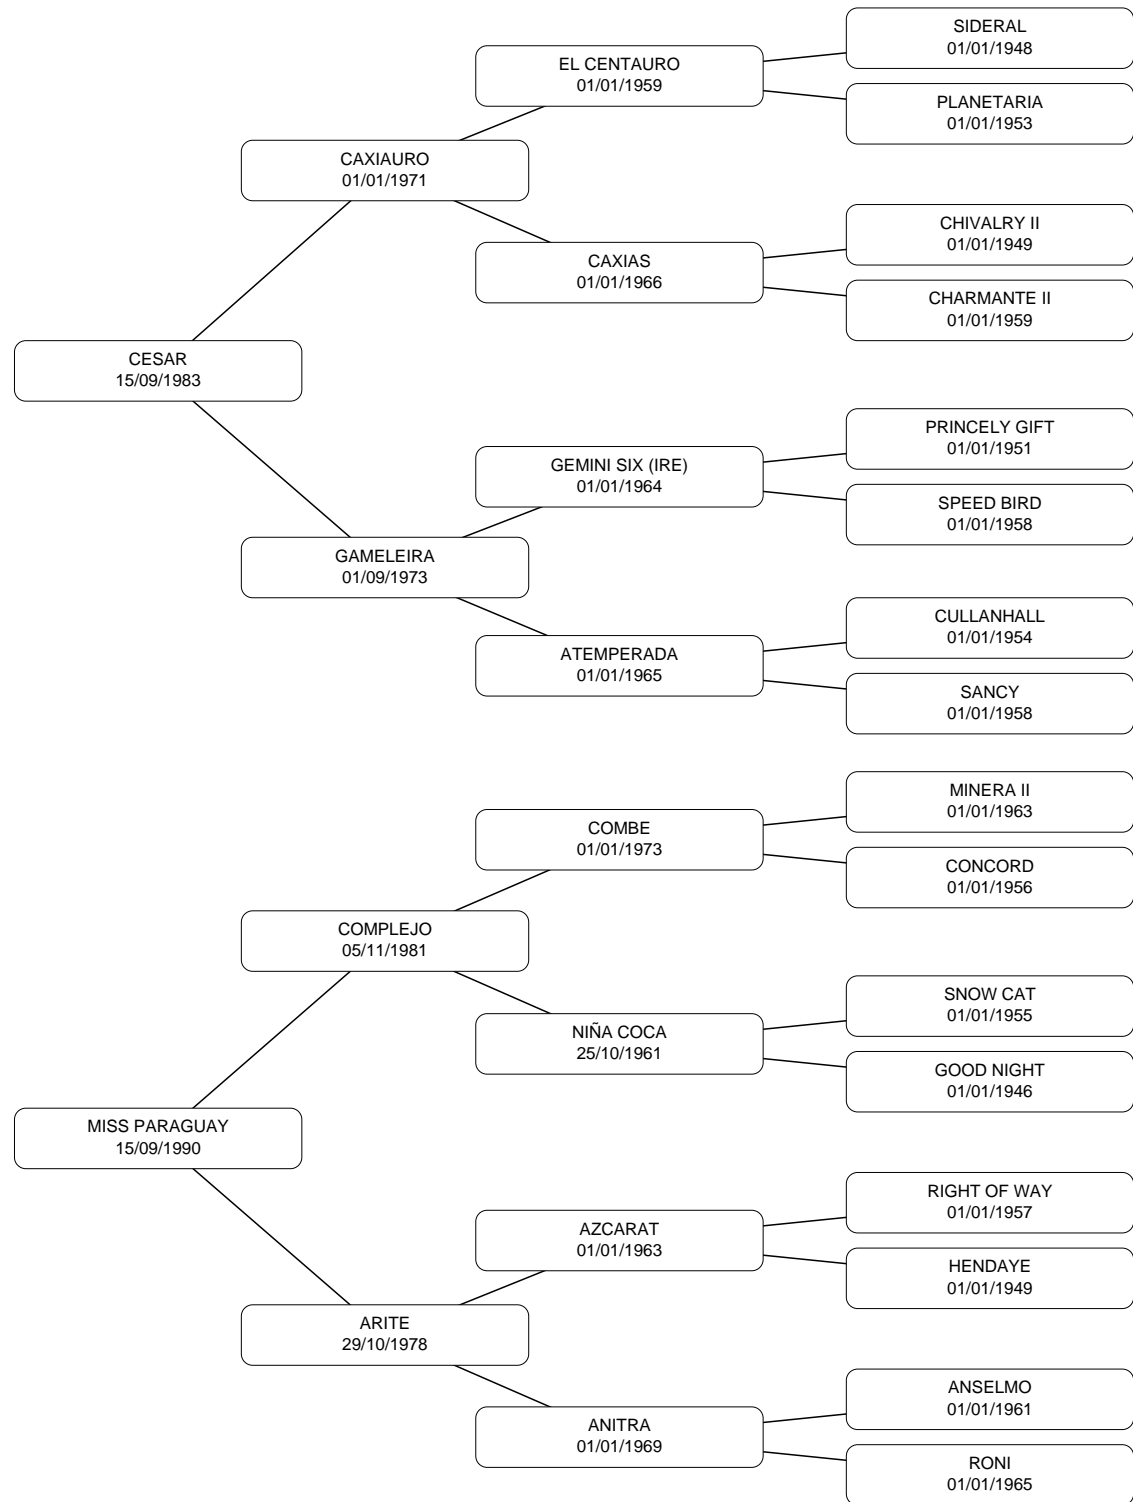 SIDERAL
01/01/1948
EL CENTAURO
01/01/1959
PLANETARIA
01/01/1953
CAXIAURO
01/01/1971
CHIVALRY II
01/01/1949
CAXIAS
01/01/1966
CHARMANTE II
01/01/1959
CESAR
15/09/1983
PRINCELY GIFT
01/01/1951
GEMINI SIX (IRE)
01/01/1964
SPEED BIRD
01/01/1958
GAMELEIRA
01/09/1973
CULLANHALL
01/01/1954
ATEMPERADA
01/01/1965
SANCY
01/01/1958
MINERA II
01/01/1963
COMBE
01/01/1973
CONCORD
01/01/1956
COMPLEJO
05/11/1981
SNOW CAT
01/01/1955
NIÑA COCA
25/10/1961
GOOD NIGHT
01/01/1946
MISS PARAGUAY
15/09/1990
RIGHT OF WAY
01/01/1957
AZCARAT
01/01/1963
HENDAYE
01/01/1949
ARITE
29/10/1978
ANSELMO
01/01/1961
ANITRA
01/01/1969
RONI
01/01/1965